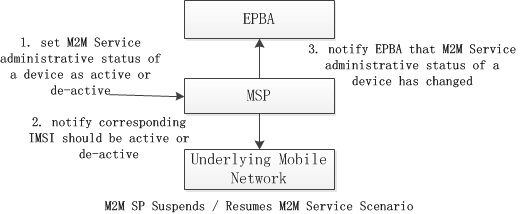 EPBA
1. set M2M Service
administrative status of
a device as active or
de-active
3. notify EPBA that M2M Service
administrative status of a
device has changed
MSP
2. notify corresponding
IMSI should be active or
de-active
Underlying Mobile
Network
M2M SP Suspends / Resumes M2M Service Scenario